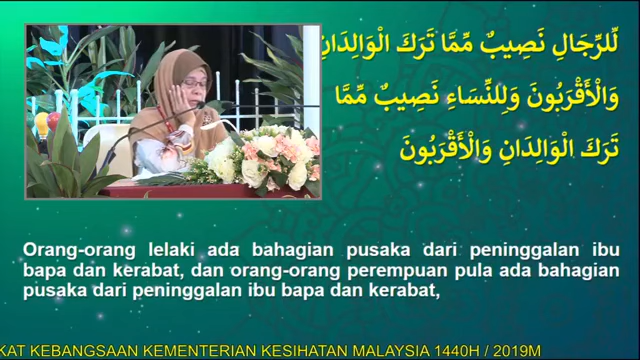 لِّلرِّجَالِ نَصِيبٌ مِّمَّا تَرَكَ الْوَالِدَانِ
وَالْأَقْرَبُونَ وَلِلنِّسَاءِ نَصِيبٌ مِّمَّا
تَرَكَ الْوَالِدَانِ وَالْأَقْرَبُونَ
Orang-orang lelaki ada bahagian pusaka dari peninggalan ibu
bapa dan kerabat, dan orang-orang perempuan pula ada bahagian
pusaka dari peninggalan ibu bapa dan kerabat,
KAT KEBANGSAAN KEMENTERIAN KESIHATAN MALAYSIA 1440H / 2019M